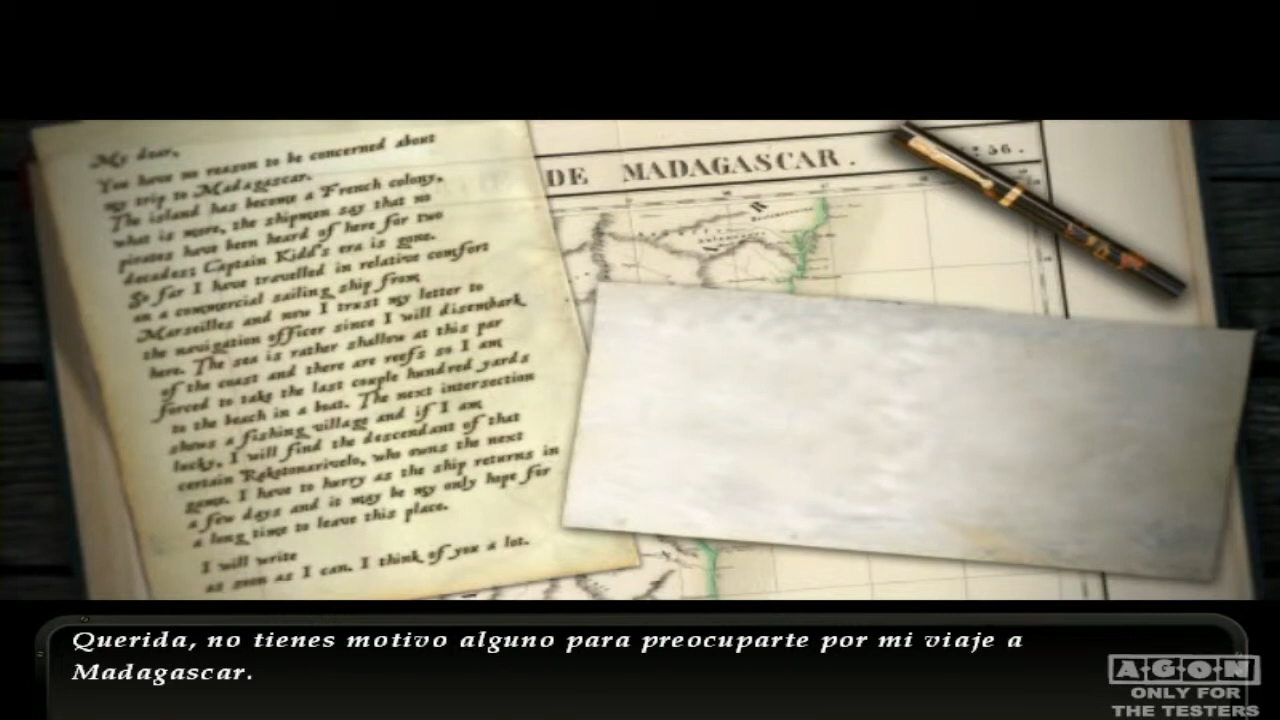 My dear,
You have no reason to be concerned about
my trip to Madagascar.
The island has become a French colony,
what is more, the shipmen say that no
pirates have been heard of here for two
decades: Captain Kidd's era is gone.
So far I have travelled in relative comfort
on a commercial sailing ship from
Marseilles and now I trust my letter to
the navigation officer since I will disembark
here. The sea is rather shallow at this par
of the coast and there are reefs so I am
forced to take the last couple hundred yards
to the beach in a boat. The next intersection
shows a fishing village and if I am
lucky, I will find the descendant of that
certain Raketonarivelo, who owns the next
game. I have to hurry as the ship returns in
a few days and it may be my only hope for
a long time to leave this place.
I will write
as soon as I can. I think of you a lot.
DE MADAGASCAR.
56.
Querida, no tienes motivo alguno para preocuparte por mi viaje a
Madagascar.
A·G·O·N
ONLY FOR
THE TESTERS